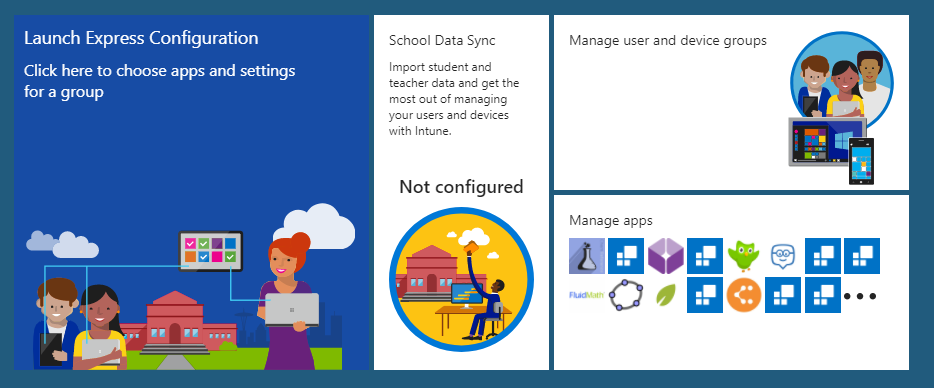 Launch Express Configuration
Click here to choose apps and settings
for a group
School Data Sync
Import student and
teacher data and get the
most out of managing
your users and devices
with Intune.
Not configured
Manage user and device groups
Manage apps
FluidMath